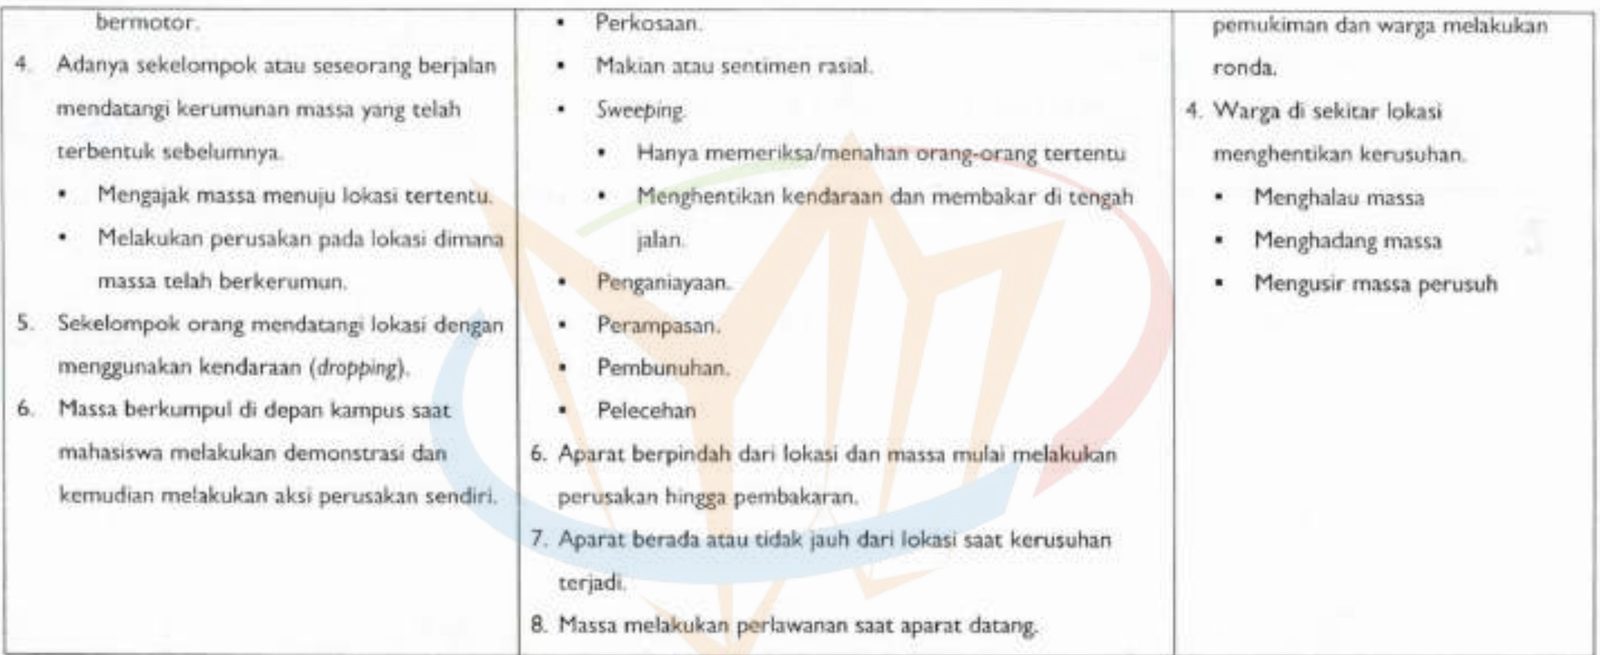 bermotor.
4. Adanya sekelompok atau seseorang berjalan
mendatangi kerumunan massa yang telah
terbentuk sebelumnya.
• Mengajak massa menuju lokasi tertentu.
• Melakukan perusakan pada lokasi dimana
massa telah berkerumun.
5. Sekelompok orang mendatangi lokasi dengan
menggunakan kendaraan (dropping).
6. Massa berkumpul di depan kampus saat
mahasiswa melakukan demonstrasi dan
kemudian melakukan aksi perusakan sendiri.
• Perkosaan.
• Makian atau sentimen rasial.
• Sweeping.
• Hanya memeriksa/menahan orang-orang tertentu
• Menghentikan kendaraan dan membakar di tengah
jalan.
• Penganiayaan.
• Perampasan.
• Pembunuhan.
• Pelecehan
6. Aparat berpindah dari lokasi dan massa mulai melakukan
perusakan hingga pembakaran.
7. Aparat berada atau tidak jauh dari lokasi saat kerusuhan
terjadi.
8. Massa melakukan perlawanan saat aparat datang.
pemukiman dan warga melakukan
ronda.
4. Warga di sekitar lokasi
menghentikan kerusuhan.
• Menghalau massa
• Menghadang massa
• Mengusir massa perusuh